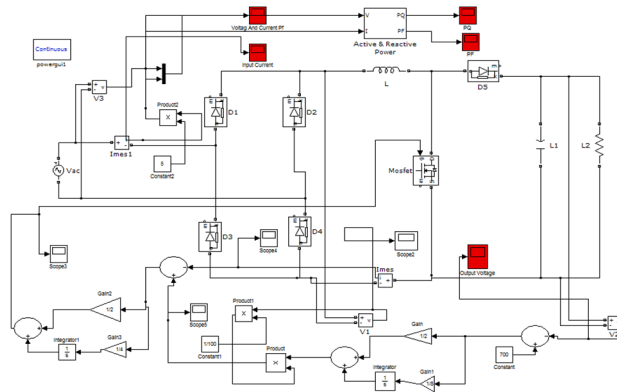 Continuous
powergui1
Voltag And Current PF
V
I
PQ
PF
Active & Reactive
Power
PQ
PF
Input Current
V3
Product2
X
D1
D2
L
D5
Imes1
5
Constant2
Vac
Mosfet
L1
L2
D3
D4
Scope4
Scope2
Imes
Scope3
Output Voltage
Gain2
1/2
Scope5
Product1
X
V1
Gain
1/2
Integrator1
1
s
Gain3
1/4
1/100
Constant1
Product
X
700
Constant
Integrator
1
s
Gain1